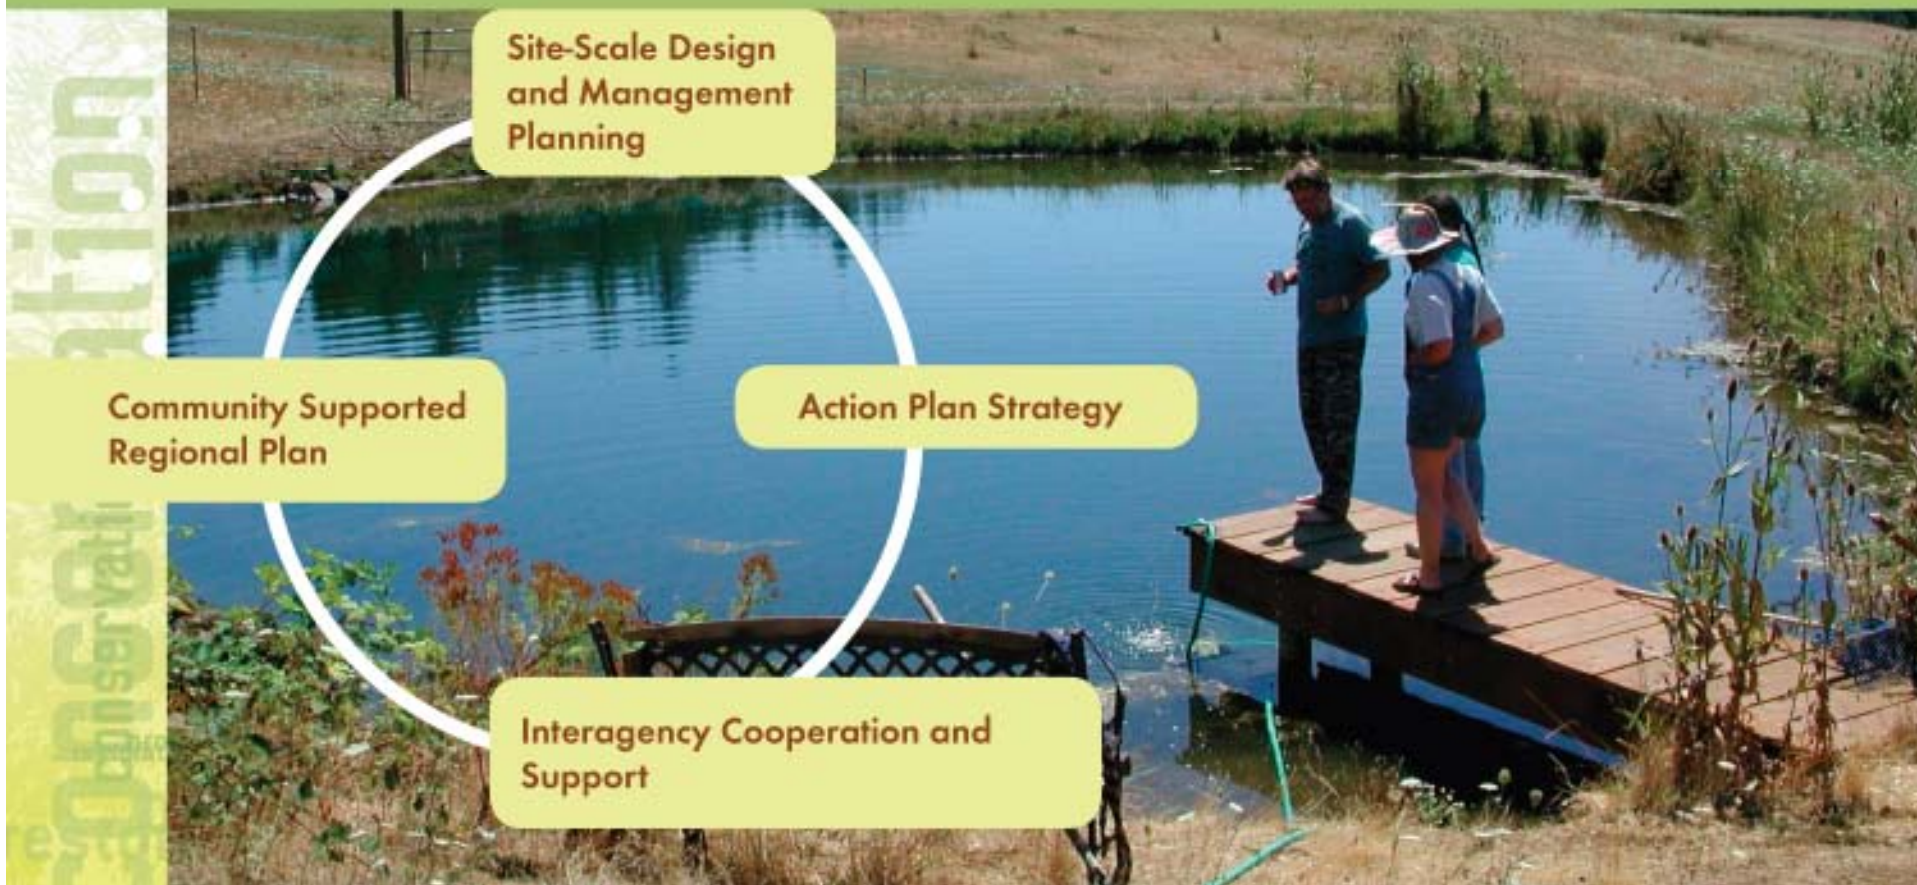 Site-Scale Design
and Management
Planning
Community Supported
Regional Plan
Action Plan Strategy
Interagency Cooperation and
Support